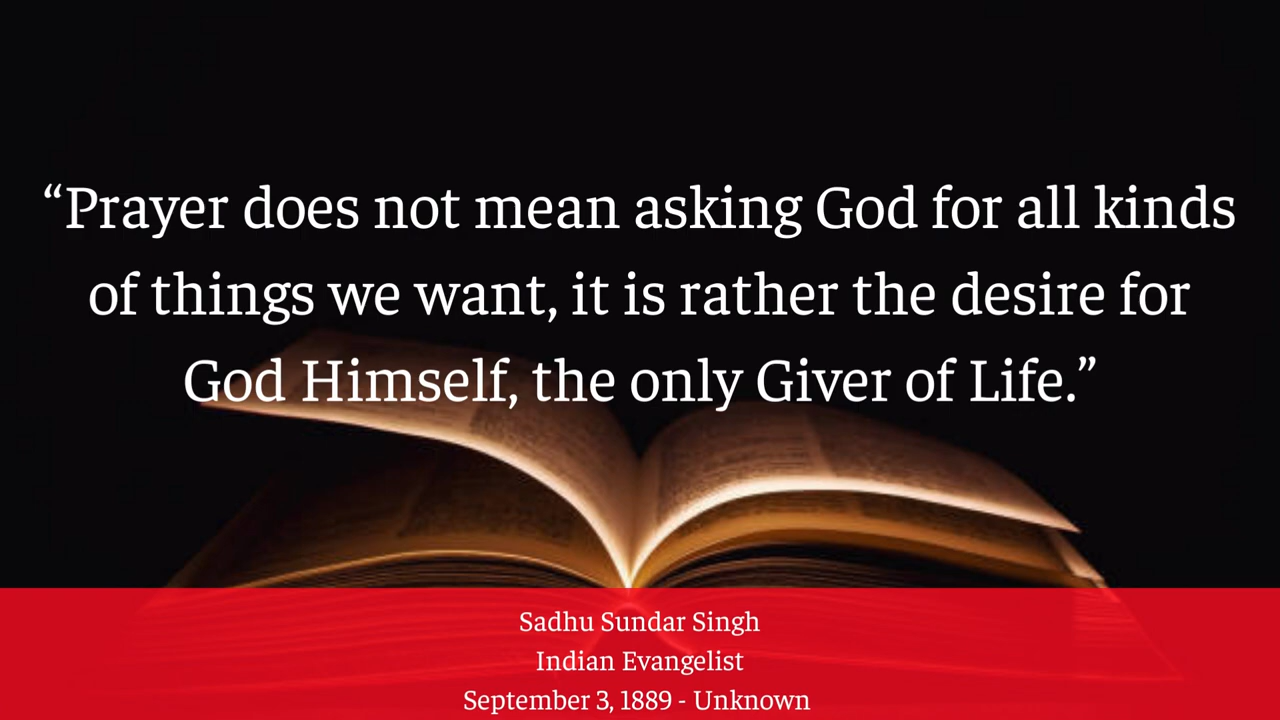 “Prayer does not mean asking God for all kinds
of things we want, it is rather the desire for
God Himself, the only Giver of Life.”
Sadhu Sundar Singh
Indian Evangelist
September 3, 1889 - Unknown